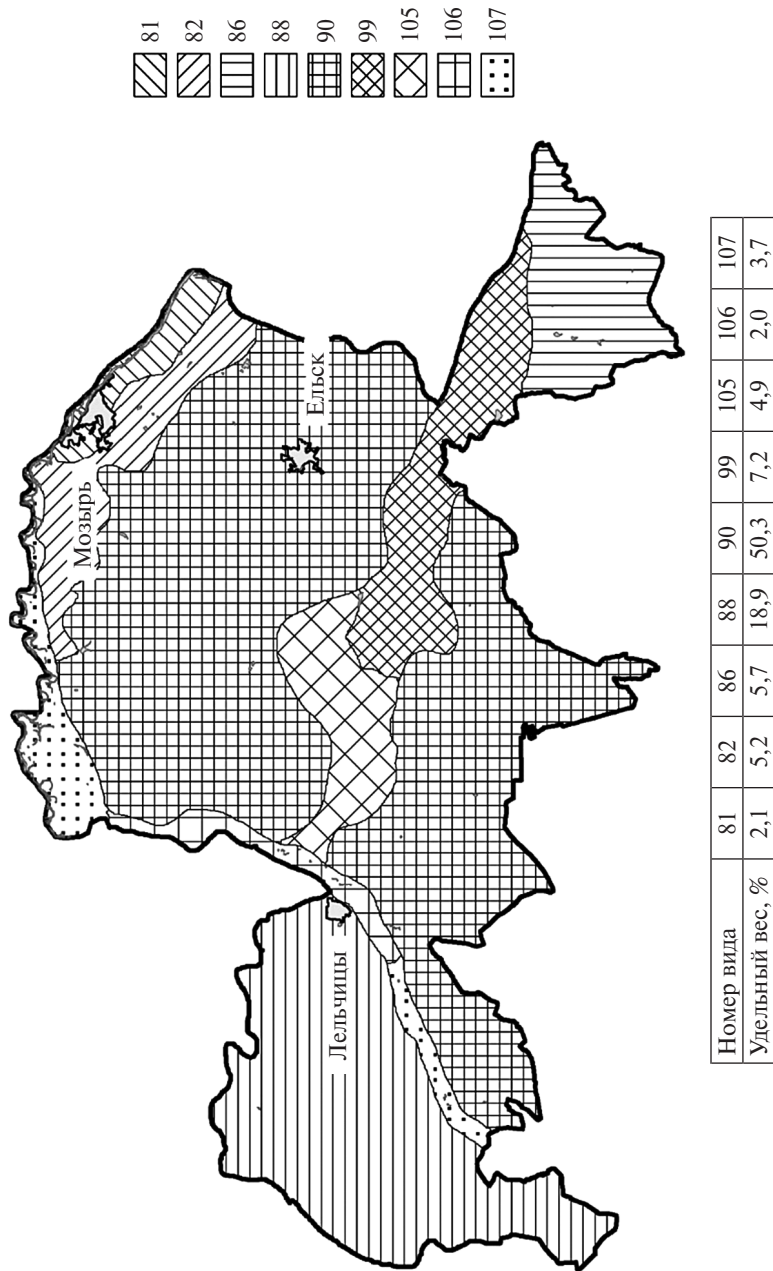 81
82
86
88
90
99
105
106
107
Мозырь
Ельск
Лельчицы
Номер вида 81 82 86 88 90 99 105 106 107
Удельный вес, % 2,1 5,2 5,7 18,9 50,3 7,2 4,9 2,0 3,7